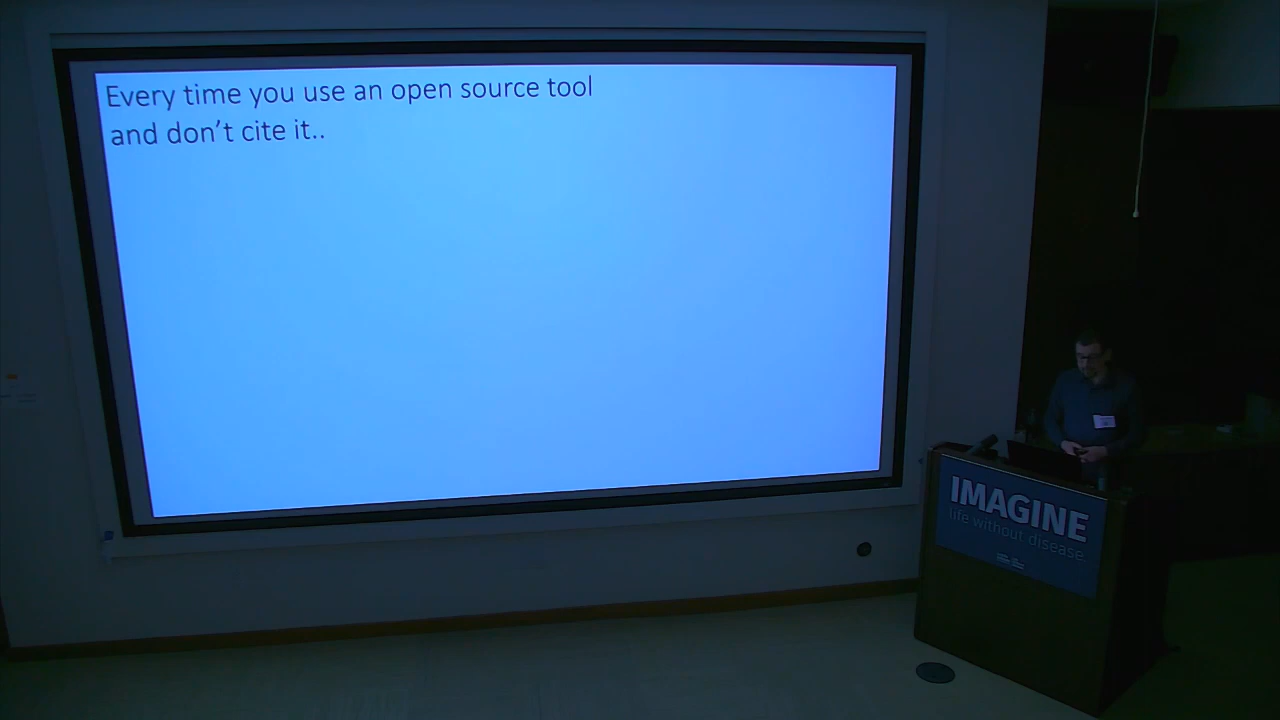 Every time you use an open source tool
and don't cite it..
IMAGINE
life without disease.